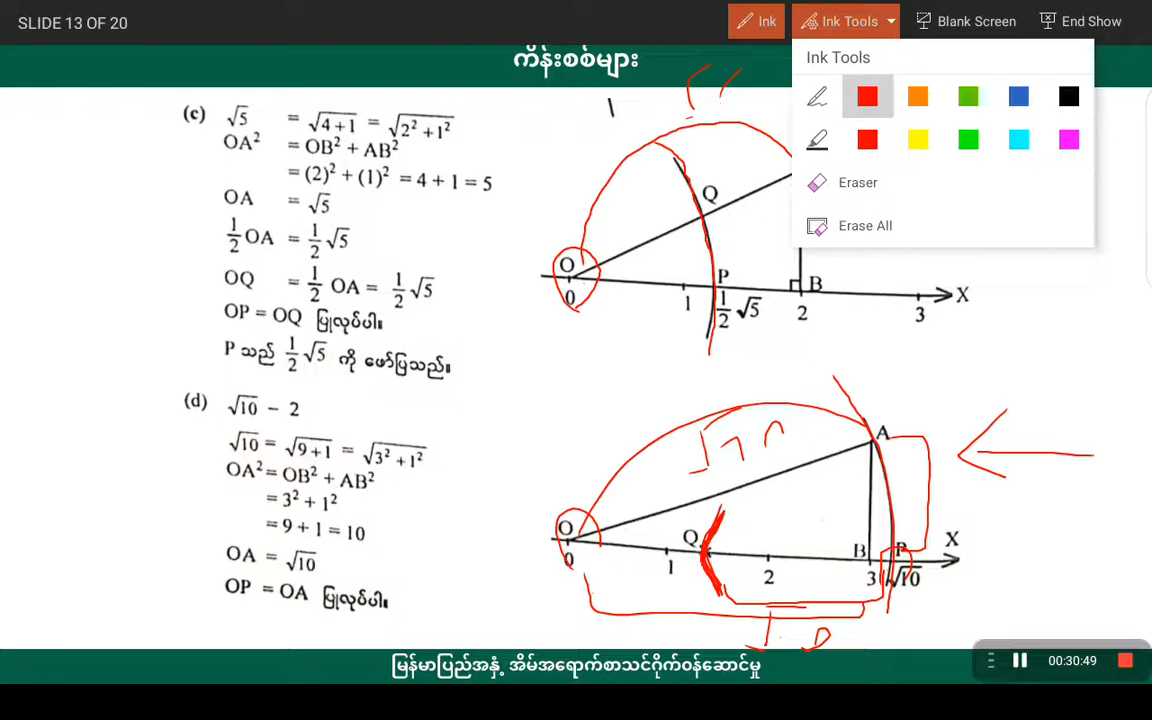 SLIDE 13 OF 20
Ink
Ink Tools
Blank Screen
End Show
Ink Tools
Eraser
Erase All
ကိန်းစစ်များ
(c) √5 = √4+1 = √2²+1²
OA² = OB² + AB²
= (2)² + (1)² = 4 + 1 = 5
OA = √5
1/2 OA = 1/2 √5
OQ = 1/2 OA = 1/2 √5
OP = OQ ပြုလုပ်ပါ။
P သည် 1/2 √5 ကို ဖော်ပြသည်။
Q
O
P
B
X
0
1
1/2 √5
2
3
(d) √10 − 2
√10 = √9+1 = √3²+1²
OA² = OB² + AB²
= 3² + 1²
= 9 + 1 = 10
OA = √10
OP = OA ပြုလုပ်ပါ။
A
O
Q
B
P
X
0
1
2
3
√10
မြန်မာပြည်အနှံ့ အိမ်အရောက်စာသင်ဂိုက်ဝန်ဆောင်မှု
00:30:49